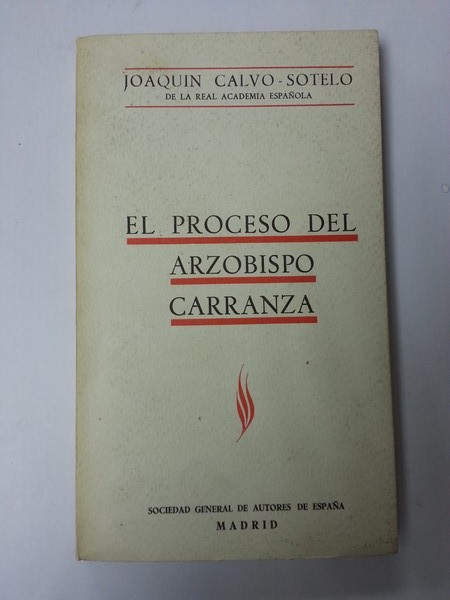 JOAQUIN CALVO-SOTELO
DE LA REAL ACADEMIA ESPAÑOLA
EL PROCESO DEL
ARZOBISPO
CARRANZA
SOCIEDAD GENERAL DE AUTORES DE ESPAÑA
MADRID